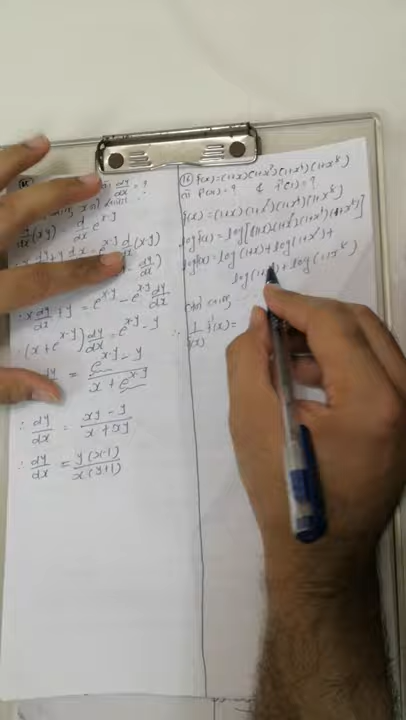 dy/dx = ?
d/dx (xy) = d/dx e^x-y
d/dx (x-y)
x dy/dx + y = e^x-y - e^x-y dy/dx
∴ (x + e^x-y) dy/dx = e^x-y - y
dy/dx = e^x-y - y / x + e^x-y
∴ dy/dx = xy - y / x + xy
∴ dy/dx = y(x-1) / x(y+1)
16 f(x) = (1+x)(1+x²)(1+x⁴)(1+x⁸)
f'(x) = ? & f'(1) = ?
f(x) = (1+x)(1+x²)(1+x⁴)(1+x⁸)
log f(x) = log[(1+x)(1+x²)(1+x⁴)(1+x⁸)]
log f(x) = log(1+x) + log(1+x²) +
log(1+x⁴) + log(1+x⁸)
∴ 1/f(x) f'(x) =